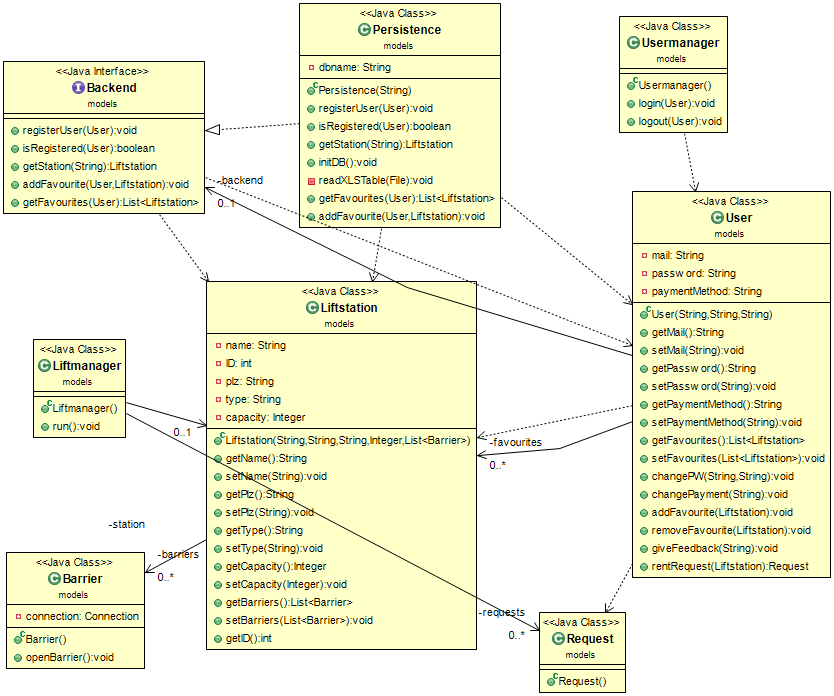 <<Java Interface>>
Backend
models
registerUser(User):void
isRegistered(User):boolean
getStation(String):Liftstation
addFavourite(User,Liftstation):void
getFavourites(User):List<Liftstation>
<<Java Class>>
Persistence
models
dbname: String
Persistence(String)
registerUser(User):void
isRegistered(User):boolean
getStation(String):Liftstation
initDB():void
readXLSTable(File):void
getFavourites(User):List<Liftstation>
addFavourite(User,Liftstation):void
<<Java Class>>
Usermanager
models
Usermanager()
login(User):void
logout(User):void
-backend
0..1
<<Java Class>>
User
models
mail: String
password: String
paymentMethod: String
User(String,String,String)
getMail():String
setMail(String):void
getPassword():String
setPassword(String):void
getPaymentMethod():String
setPaymentMethod(String):void
getFavourites():List<Liftstation>
setFavourites(List<Liftstation>):void
changePW(String,String):void
changePayment(String):void
addFavourite(Liftstation):void
removeFavourite(Liftstation):void
giveFeedback(String):void
rentRequest(Liftstation):Request
<<Java Class>>
Liftstation
models
name: String
ID: int
plz: String
type: String
capacity: Integer
Liftstation(String,String,String,Integer,List<Barrier>)
getName():String
setName(String):void
getPlz():String
setPlz(String):void
getType():String
setType(String):void
getCapacity():Integer
setCapacity(Integer):void
getBarriers():List<Barrier>
setBarriers(List<Barrier>):void
getID():int
<<Java Class>>
Liftmanager
models
Liftmanager()
run():void
0..1
-favourites
0..*
-station
-barriers
0..*
<<Java Class>>
Barrier
models
connection: Connection
Barrier()
openBarrier():void
-requests
0..*
<<Java Class>>
Request
models
Request()